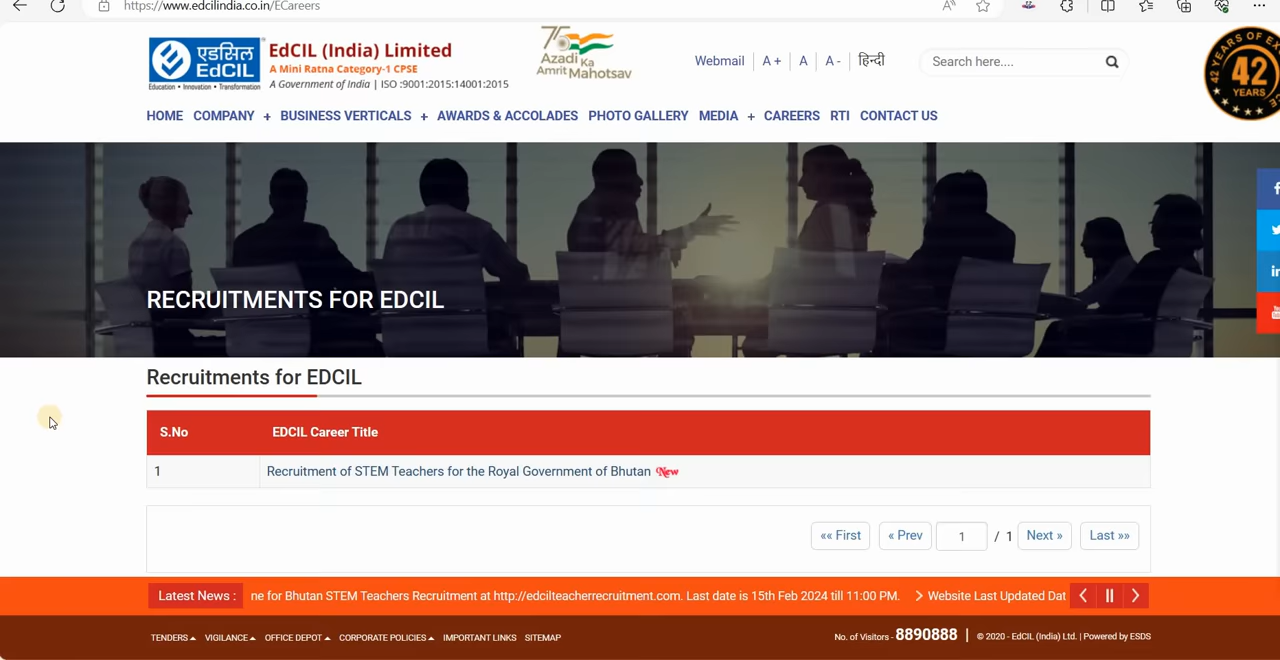 https://www.edcilindia.co.in/ECareers
एडसिल
EdCIL
Education • Innovation • Transformation
EdCIL (India) Limited
A Mini Ratna Category-1 CPSE
A Government of India | ISO :9001:2015:14001:2015
75
Azadi Ka
Amrit Mahotsav
Webmail A + A A - हिन्दी
Search here....
42 YEARS OF
42
YEARS
HOME COMPANY + BUSINESS VERTICALS + AWARDS & ACCOLADES PHOTO GALLERY MEDIA + CAREERS RTI CONTACT US
RECRUITMENTS FOR EDCIL
Recruitments for EDCIL
S.No EDCIL Career Title
1 Recruitment of STEM Teachers for the Royal Government of Bhutan New
«« First « Prev 1 / 1 Next » Last »»
Latest News : ne for Bhutan STEM Teachers Recruitment at http://edcilteacherrecruitment.com. Last date is 15th Feb 2024 till 11:00 PM. Website Last Updated Dat
TENDERS VIGILANCE OFFICE DEPOT CORPORATE POLICIES IMPORTANT LINKS SITEMAP
No. of Visitors - 8890888 | © 2020 - EdCIL (India) Ltd. | Powered by ESDS